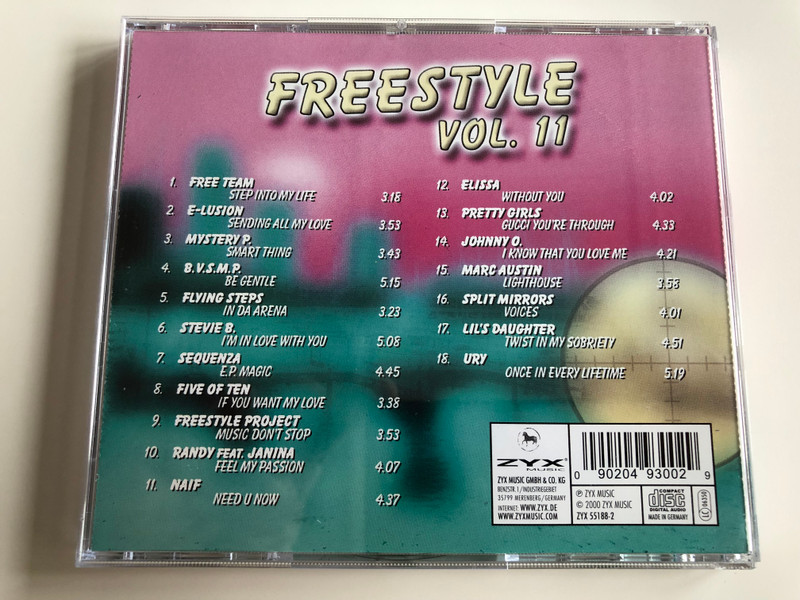 FREESTYLE
VOL. 11
1. FREE TEAM
STEP INTO MY LIFE 3.18
2. E-LUSION
SENDING ALL MY LOVE 3.53
3. MYSTERY P.
SMART THING 3.43
4. B.V.S.M.P.
BE GENTLE 5.15
5. FLYING STEPS
IN DA ARENA 3.23
6. STEVIE B.
I'M IN LOVE WITH YOU 5.08
7. SEQUENZA
E.P. MAGIC 4.45
8. FIVE OF TEN
IF YOU WANT MY LOVE 3.38
9. FREESTYLE PROJECT
MUSIC DON'T STOP 3.53
10. RANDY FEAT. JANINA
FEEL MY PASSION 4.07
11. NAIF
NEED U NOW 4.37
12. ELISSA
WITHOUT YOU 4.02
13. PRETTY GIRLS
GUCCI YOU'RE THROUGH 4.33
14. JOHNNY O.
I KNOW THAT YOU LOVE ME 4.21
15. MARC AUSTIN
LIGHTHOUSE 3.58
16. SPLIT MIRRORS
VOICES 4.01
17. LIL'S DAUGHTER
TWIST IN MY SOBRIETY 4.51
18. URY
ONCE IN EVERY LIFETIME 5.19
ZYX
MUSIC
ZYX MUSIC GMBH & CO. KG
BENZSTR. 1/INDUSTRIEGEBIET
35799 MERENBERG/GERMANY
INTERNET: WWW.ZYX.DE
WWW.ZYXMUSIC.COM
0 90204 93002 9
℗ ZYX MUSIC
© 2000 ZYX MUSIC
ZYX 55188-2
COMPACT
disc
DIGITAL AUDIO
MADE IN GERMANY
LC 06350